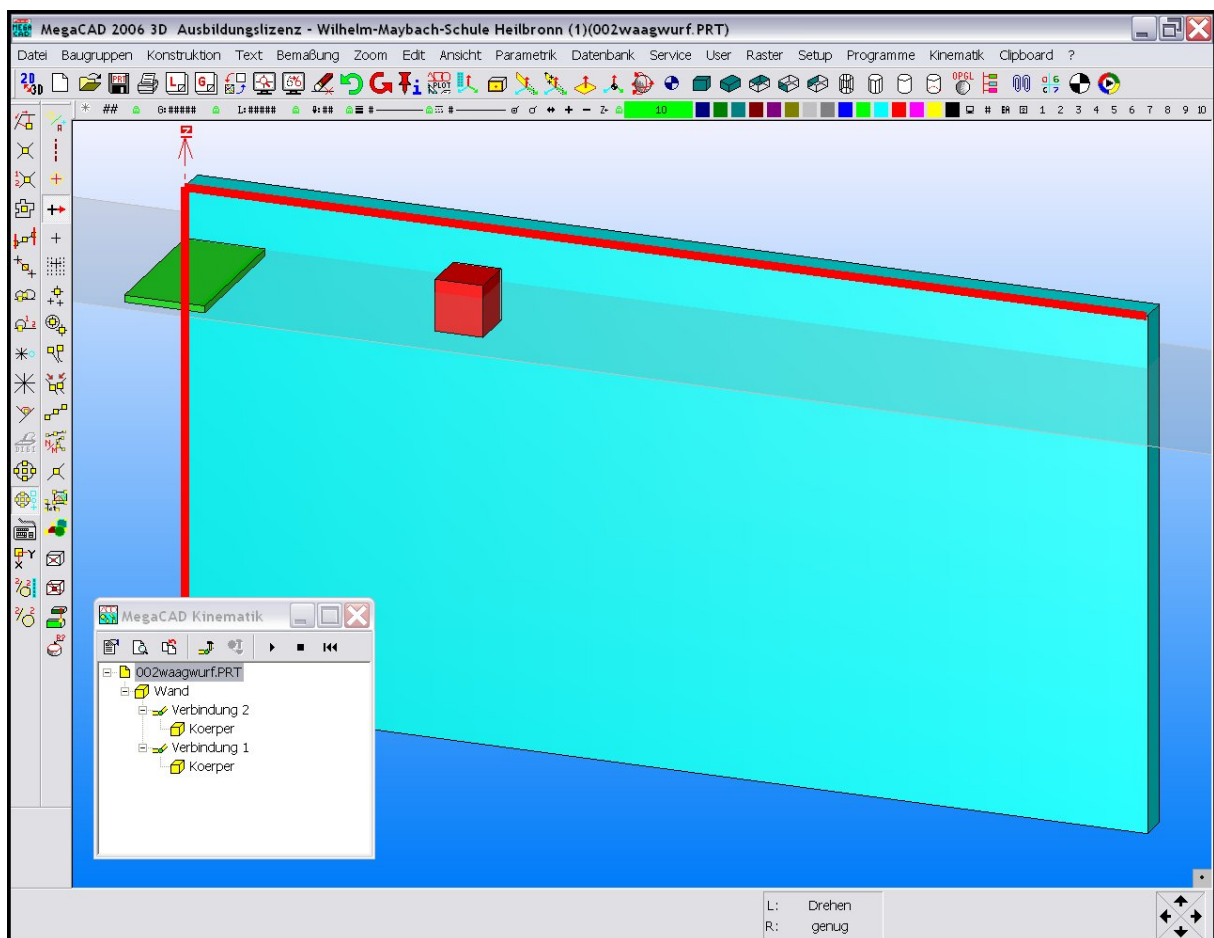 MegaCAD 2006 3D Ausbildungslizenz - Wilhelm-Maybach-Schule Heilbronn (1)(002waagwurf.PRT)
Datei Baugruppen Konstruktion Text Bemaßung Zoom Edit Ansicht Parametrik Datenbank Service User Raster Setup Programme Kinematik Clipboard ?
## G:##### L:##### #:## # # Z- 10 # 1 2 3 4 5 6 7 8 9 10
MegaCAD Kinematik
002waagwurf.PRT
Wand
Verbindung 2
Koerper
Verbindung 1
Koerper
L: Drehen
R: genug